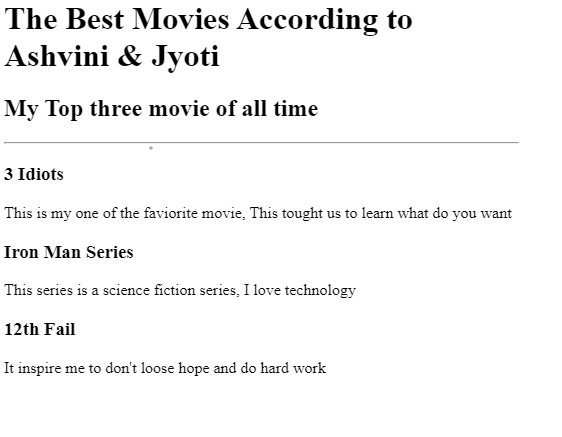 The Best Movies According to
Ashvini & Jyoti
My Top three movie of all time
3 Idiots
This is my one of the faviorite movie, This tought us to learn what do you want
Iron Man Series
This series is a science fiction series, I love technology
12th Fail
It inspire me to don't loose hope and do hard work